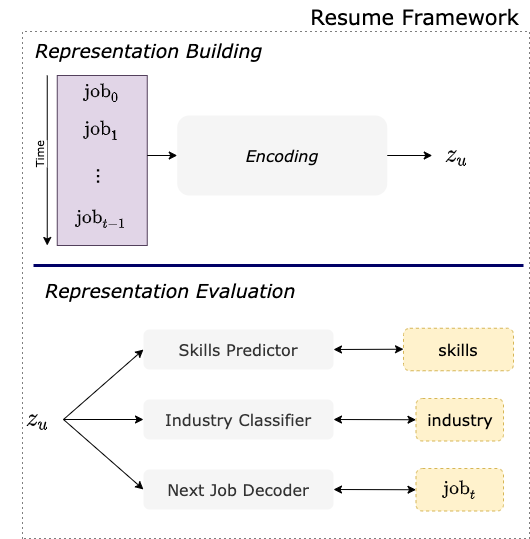 Resume Framework
Representation Building
job₀
job₁
⋮
jobₜ₋₁
Time
Encoding
zᵤ
Representation Evaluation
zᵤ
Skills Predictor
skills
Industry Classifier
industry
Next Job Decoder
jobₜ